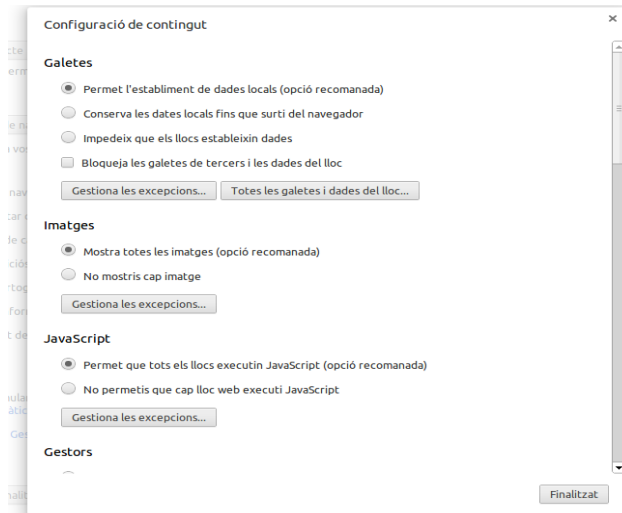 Configuració de contingut
Galetes
Permet l'establiment de dades locals (opció recomanada)
Conserva les dates locals fins que surti del navegador
Impedeix que els llocs estableixin dades
Bloqueja les galetes de tercers i les dades del lloc
Gestiona les excepcions... Totes les galetes i dades del lloc...
Imatges
Mostra totes les imatges (opció recomanada)
No mostris cap imatge
Gestiona les excepcions...
JavaScript
Permet que tots els llocs executin JavaScript (opció recomanada)
No permetis que cap lloc web executi JavaScript
Gestiona les excepcions...
Gestors
Finalitzat